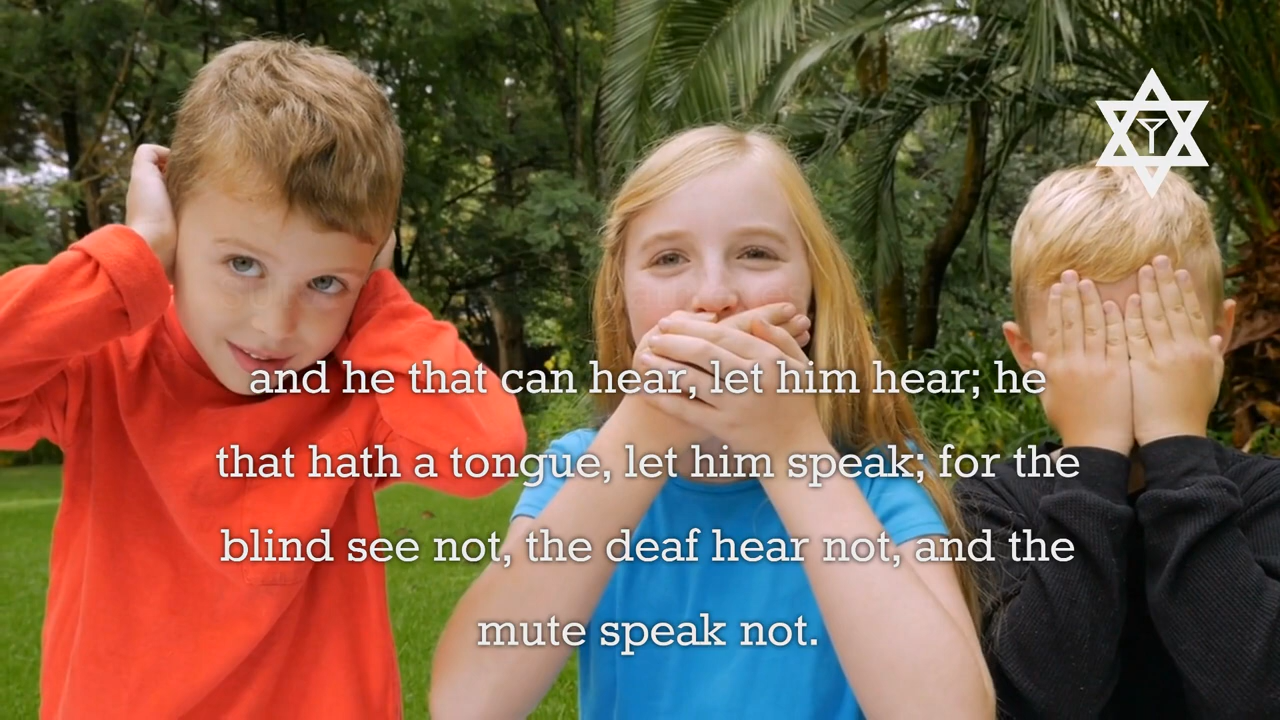 and he that can hear, let him hear; he
that hath a tongue, let him speak; for the
blind see not, the deaf hear not, and the
mute speak not.